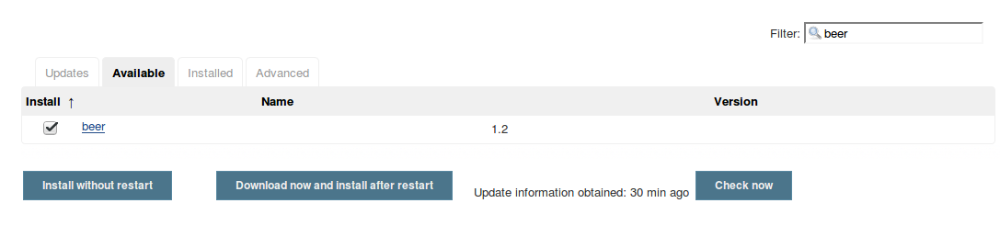 Filter: beer
Updates Available Installed Advanced
Install ↑ Name Version
beer 1.2
Install without restart Download now and install after restart Update information obtained: 30 min ago Check now